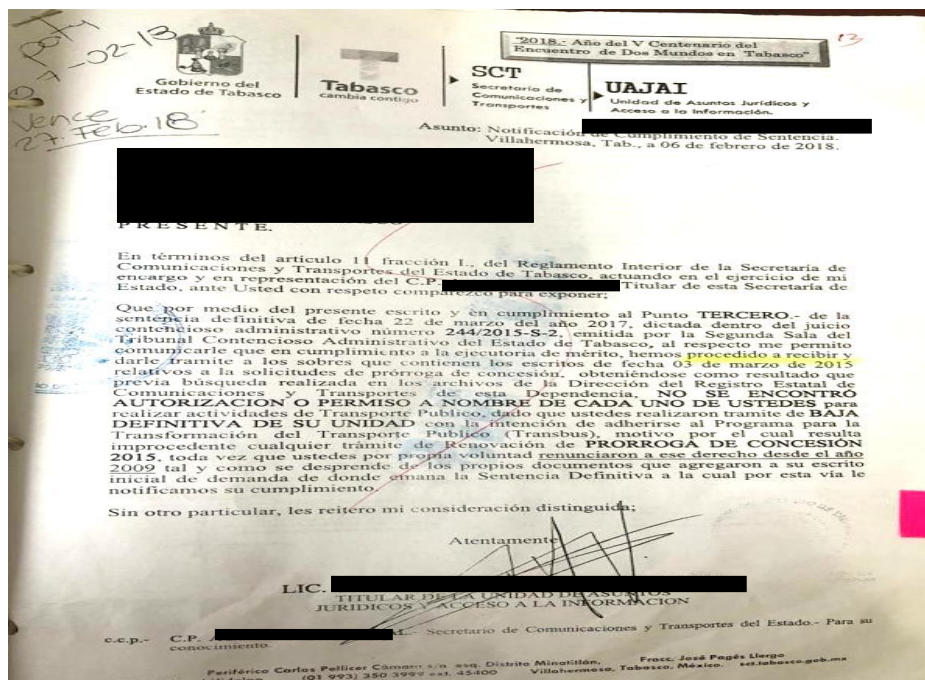 07-02-18
Vence
27. Feb. 18
13
Gobierno del
Estado de Tabasco
Tabasco
cambia contigo
"2018.- Año del V Centenario del
Encuentro de Dos Mundos en Tabasco"
SCT
Secretaría de
Comunicaciones y
Transportes
UAJAI
Unidad de Asuntos Jurídicos y
Acceso a la Información.
Asunto: Notificación de Cumplimiento de Sentencia.
Villahermosa, Tab., a 06 de febrero de 2018.
PRESENTE.
En términos del articulo 11 fracción I., del Reglamento Interior de la Secretaría de
Comunicaciones y Transportes del Estado de Tabasco, actuando en el ejercicio de mi
encargo y en representación del C.P. Titular de esta Secretaría de
Estado, ante Usted con respeto comparezco para exponer;
Que por medio del presente escrito y en cumplimiento al Punto TERCERO.- de la
sentencia definitiva de fecha 22 de marzo del año 2017, dictada dentro del juicio
contencioso administrativo número 244/2015-S-2, emitida por la Segunda Sala del
Tribunal Contencioso Administrativo del Estado de Tabasco, al respecto me permito
comunicarle que en cumplimiento a la ejecutoria de mérito, hemos procedido a recibir y
darle tramite a los sobres que contienen los escritos de fecha 03 de marzo de 2015
relativos a la solicitudes de prórroga de concesión, obteniéndose como resultado que
previa búsqueda realizada en los archivos de la Dirección del Registro Estatal de
Comunicaciones y Transportes de esta Dependencia, NO SE ENCONTRÓ
AUTORIZACION O PERMISO A NOMBRE DE CADA UNO DE USTEDES para
realizar actividades de Transporte Publico, dado que ustedes realizaron tramite de BAJA
DEFINITIVA DE SU UNIDAD con la intención de adherirse al Programa para la
Transformación del Transporte Publico (Transbus), motivo por el cual resulta
improcedente cualquier trámite de Renovación de PRORROGA DE CONCESIÓN
2015, toda vez que ustedes por propia voluntad renunciaron a ese derecho desde el año
2009 tal y como se desprende de los propios documentos que agregaron a su escrito
inicial de demanda de donde emana la Sentencia Definitiva a la cual por esta vía le
notificamos su cumplimiento.
Sin otro particular, les reitero mi consideración distinguida;
Atentamente
LIC.
TITULAR DE LA UNIDAD DE ASUNTOS
JURIDICOS Y ACCESO A LA INFORMACION
c.c.p.- C.P. A M.- Secretario de Comunicaciones y Transportes del Estado.- Para su
conocimiento.
Periférico Carlos Pellicer Cámara s/n esq. Distrito Minatitlán, Fracc. José Pagés Llergo
(01 993) 350 3999 ext. 45400 Villahermosa, Tabasco, México. sct.tabasco.gob.mx